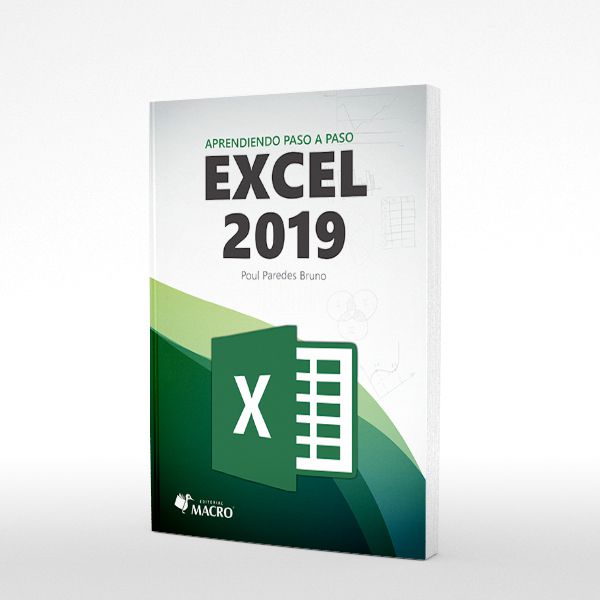 APRENDIENDO PASO A PASO
EXCEL
2019
Poul Paredes Bruno
X
EDITORIAL
MACRO®